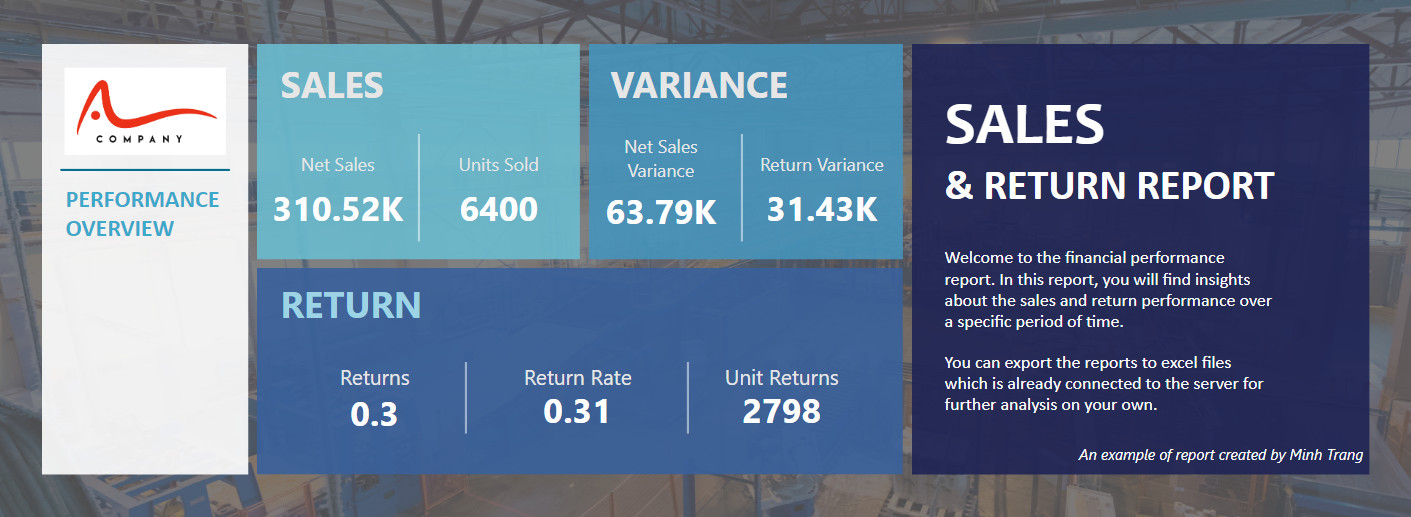 COMPANY
PERFORMANCE
OVERVIEW
SALES
Net Sales
310.52K
Units Sold
6400
VARIANCE
Net Sales
Variance
63.79K
Return Variance
31.43K
RETURN
Returns
0.3
Return Rate
0.31
Unit Returns
2798
SALES
& RETURN REPORT
Welcome to the financial performance
report. In this report, you will find insights
about the sales and return performance over
a specific period of time.
You can export the reports to excel files
which is already connected to the server for
further analysis on your own.
An example of report created by Minh Trang